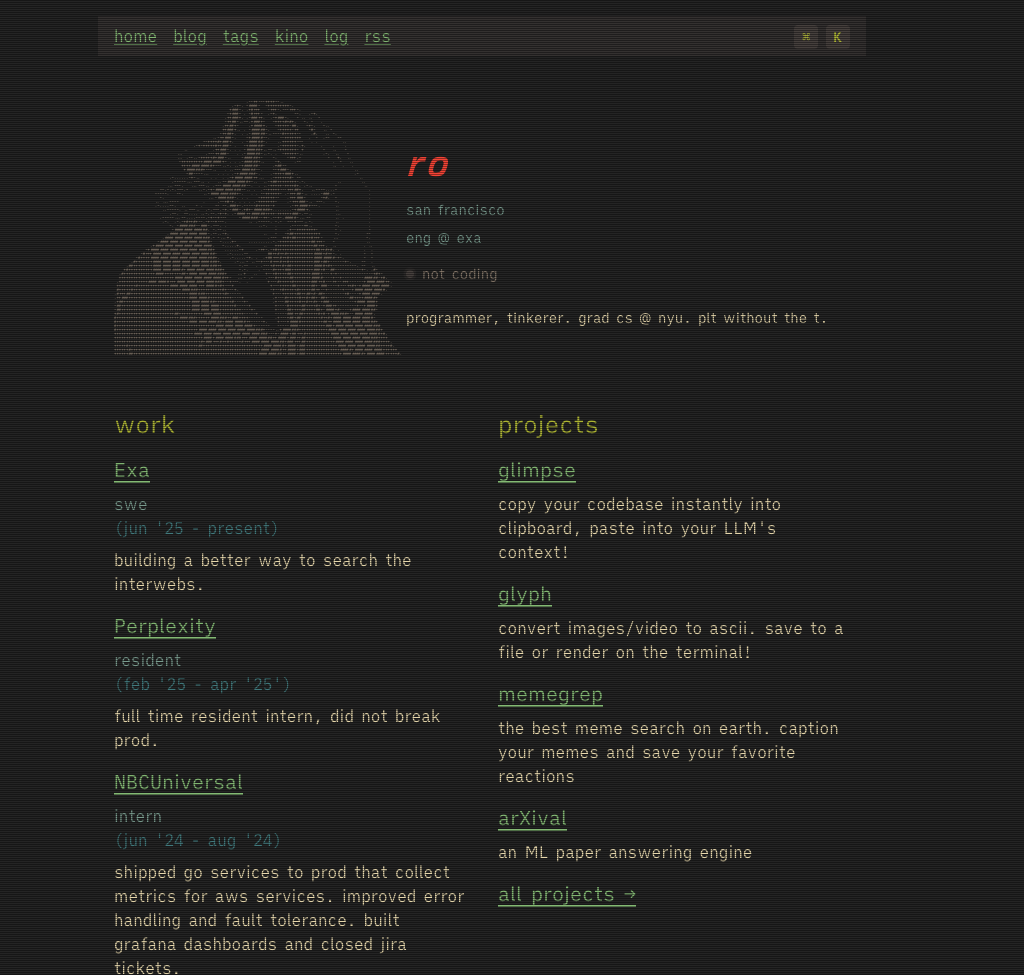 home blog tags kino log rss ⌘ K
ro
san francisco
eng @ exa
not coding
programmer, tinkerer. grad cs @ nyu. plt without the t.
work
Exa
swe
(jun '25 - present)
building a better way to search the
interwebs.
Perplexity
resident
(feb '25 - apr '25')
full time resident intern, did not break
prod.
NBCUniversal
intern
(jun '24 - aug '24)
shipped go services to prod that collect
metrics for aws services. improved error
handling and fault tolerance. built
grafana dashboards and closed jira
tickets.
projects
glimpse
copy your codebase instantly into
clipboard, paste into your LLM's
context!
glyph
convert images/video to ascii. save to a
file or render on the terminal!
memegrep
the best meme search on earth. caption
your memes and save your favorite
reactions
arXival
an ML paper answering engine
all projects →